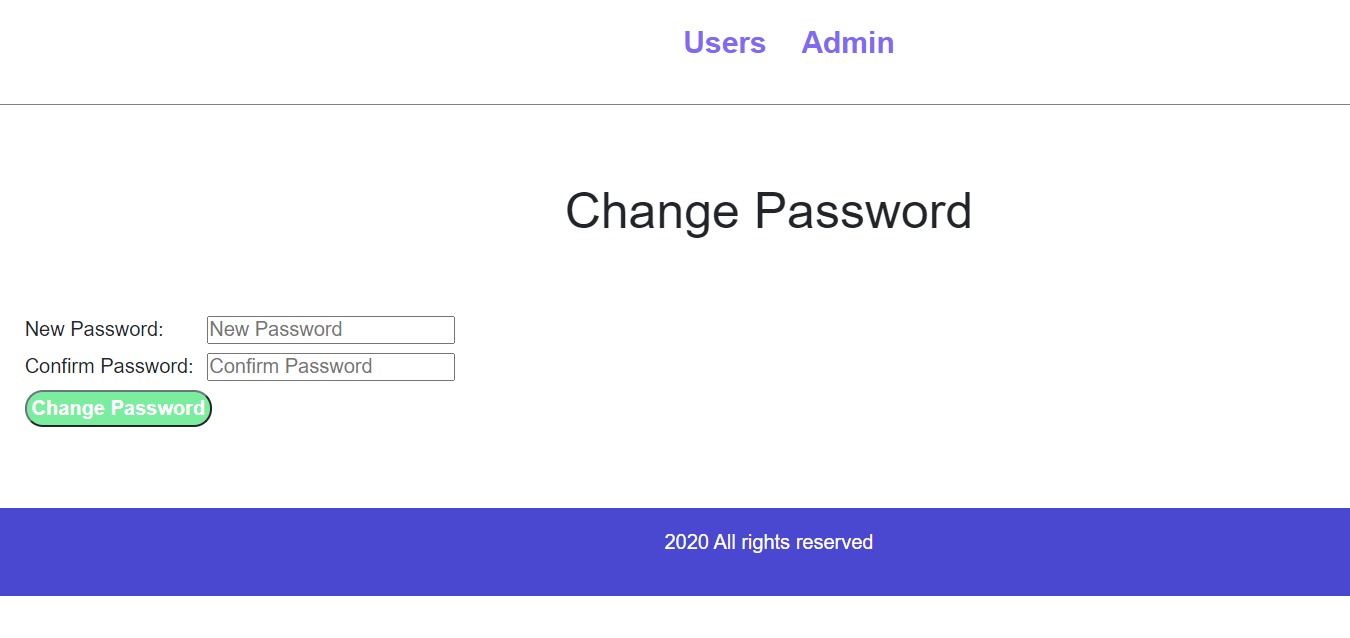 Users Admin
Change Password
New Password: New Password
Confirm Password: Confirm Password
Change Password
2020 All rights reserved